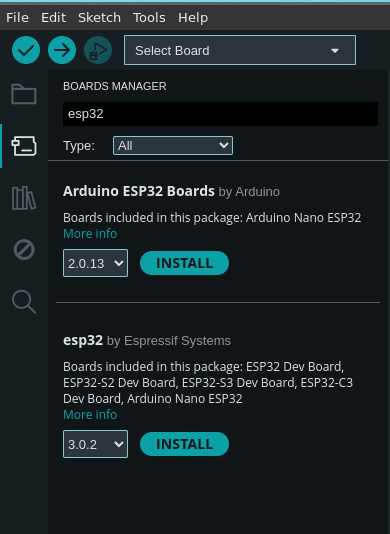 File Edit Sketch Tools Help
Select Board
BOARDS MANAGER
esp32
Type: All
Arduino ESP32 Boards by Arduino
Boards included in this package: Arduino Nano ESP32
More info
2.0.13 INSTALL
esp32 by Espressif Systems
Boards included in this package: ESP32 Dev Board,
ESP32-S2 Dev Board, ESP32-S3 Dev Board, ESP32-C3
Dev Board, Arduino Nano ESP32
More info
3.0.2 INSTALL